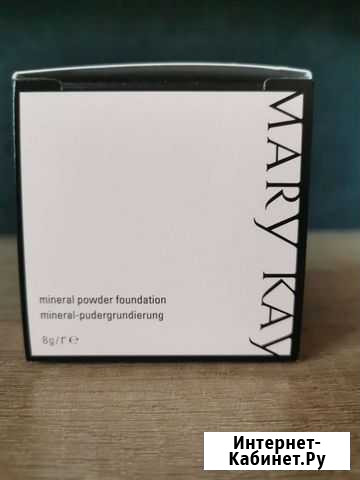 MARY KAY
mineral powder foundation
mineral-pudergrundierung
8g/Г ℮
Интернет-
Кабинет.Ру